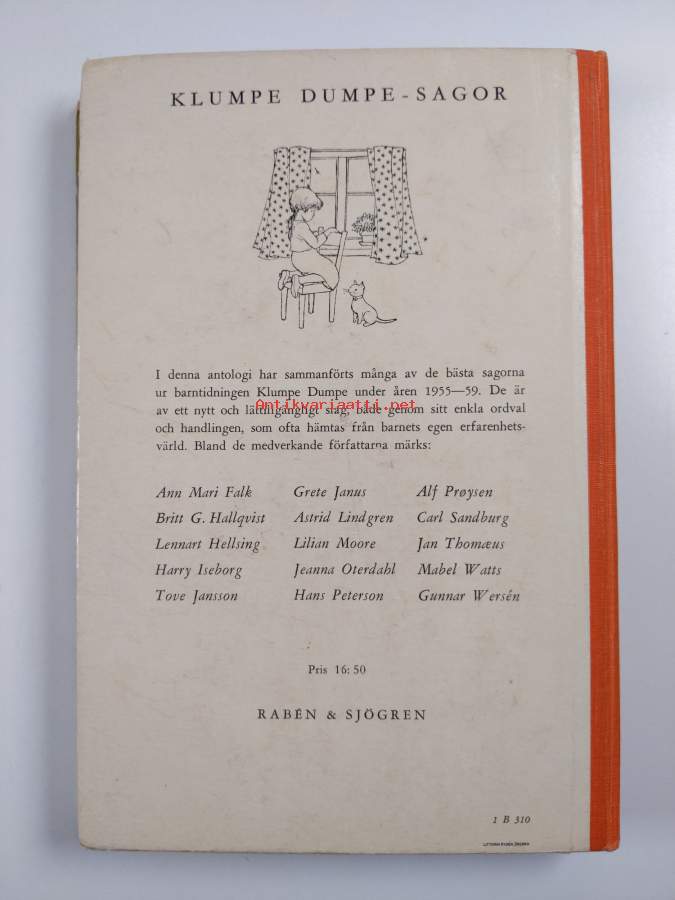 KLUMPE DUMPE-SAGOR
I denna antologi har sammanförts många av de bästa sagorna
ur barntidningen Klumpe Dumpe under åren 1955—59. De är
av ett nytt och lättillgängligt slag, både genom sitt enkla ordval
Antikvariaatti.net
och handlingen, som ofta hämtas från barnets egen erfarenhets-
värld. Bland de medverkande författarna märks:
Ann Mari Falk Grete Janus Alf Prøysen
Britt G. Hallqvist Astrid Lindgren Carl Sandburg
Lennart Hellsing Lilian Moore Jan Thomæus
Harry Iseborg Jeanna Oterdahl Mabel Watts
Tove Jansson Hans Peterson Gunnar Wersén
Pris 16:50
RABÉN & SJÖGREN
1 B 310